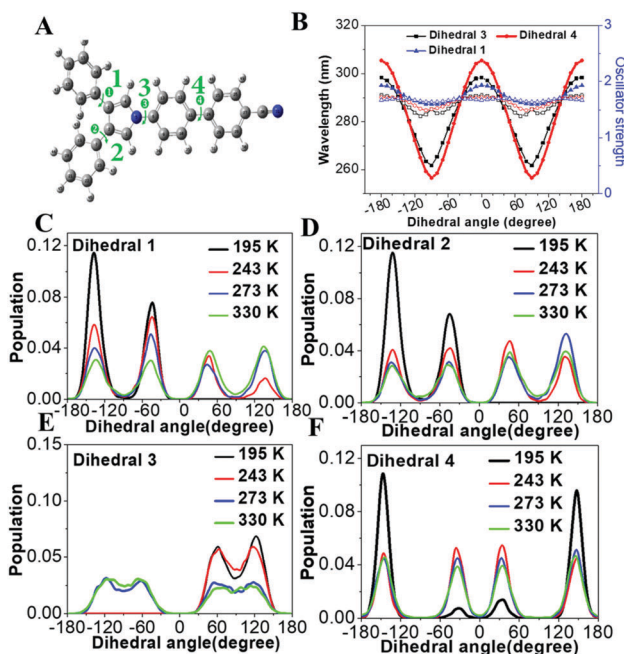 A
1
3
4
2
1
2
3
4
B
Dihedral 3
Dihedral 4
Dihedral 1
Wavelength (nm)
320
300
280
260
3
2
1
0
Oscillator strength
-180
-120
-60
0
60
120
180
Dihedral angle (degree)
C
Dihedral 1
195 K
243 K
273 K
330 K
Population
0.12
0.08
0.04
0.00
-180
-120
-60
0
60
120
180
Dihedral angle(degree)
D
Dihedral 2
195 K
243 K
273 K
330 K
Population
0.12
0.08
0.04
0.00
-180
-120
-60
0
60
120
180
Dihedral angle(degree)
E
Dihedral 3
195 K
243 K
273 K
330 K
Population
0.15
0.10
0.05
0.00
-180
-120
-60
0
60
120
180
Dihedral angle(degree)
F
Dihedral 4
195 K
243 K
273 K
330 K
Population
0.12
0.08
0.04
0.00
-180
-120
-60
0
60
120
180
Dihedral angle(degree)